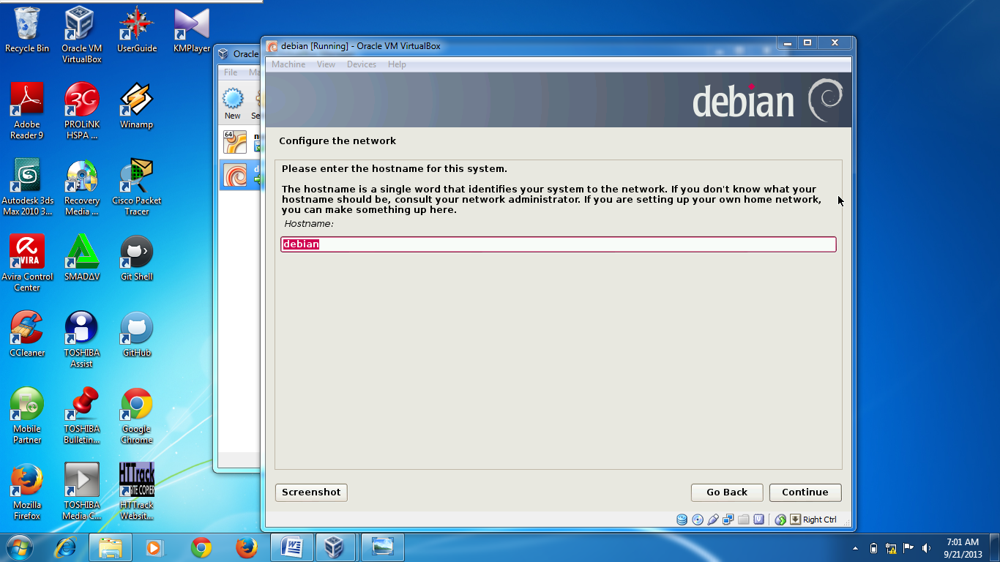 Recycle Bin
Oracle VM
VirtualBox
UserGuide
KMPlayer
Adobe
Reader 9
PROLiNK
HSPA ...
Winamp
Autodesk 3ds
Max 2010 3...
Recovery
Media ...
Cisco Packet
Tracer
Avira Control
Center
SMADΔV
Git Shell
CCleaner
TOSHIBA
Assist
GitHub
Mobile
Partner
TOSHIBA
Bulletin...
Google
Chrome
Mozilla
Firefox
TOSHIBA
Media C...
HTTrack
Websit...
3G
VIRA
HTTrack
SITE COPIER
Oracle
File
Ma
New
Se
64
n
d
debian [Running] - Oracle VM VirtualBox
Machine View Devices Help
debian
Configure the network
Please enter the hostname for this system.
The hostname is a single word that identifies your system to the network. If you don't know what your
hostname should be, consult your network administrator. If you are setting up your own home network,
you can make something up here.
Hostname:
debian
Screenshot
Go Back
Continue
Right Ctrl
7:01 AM
9/21/2013